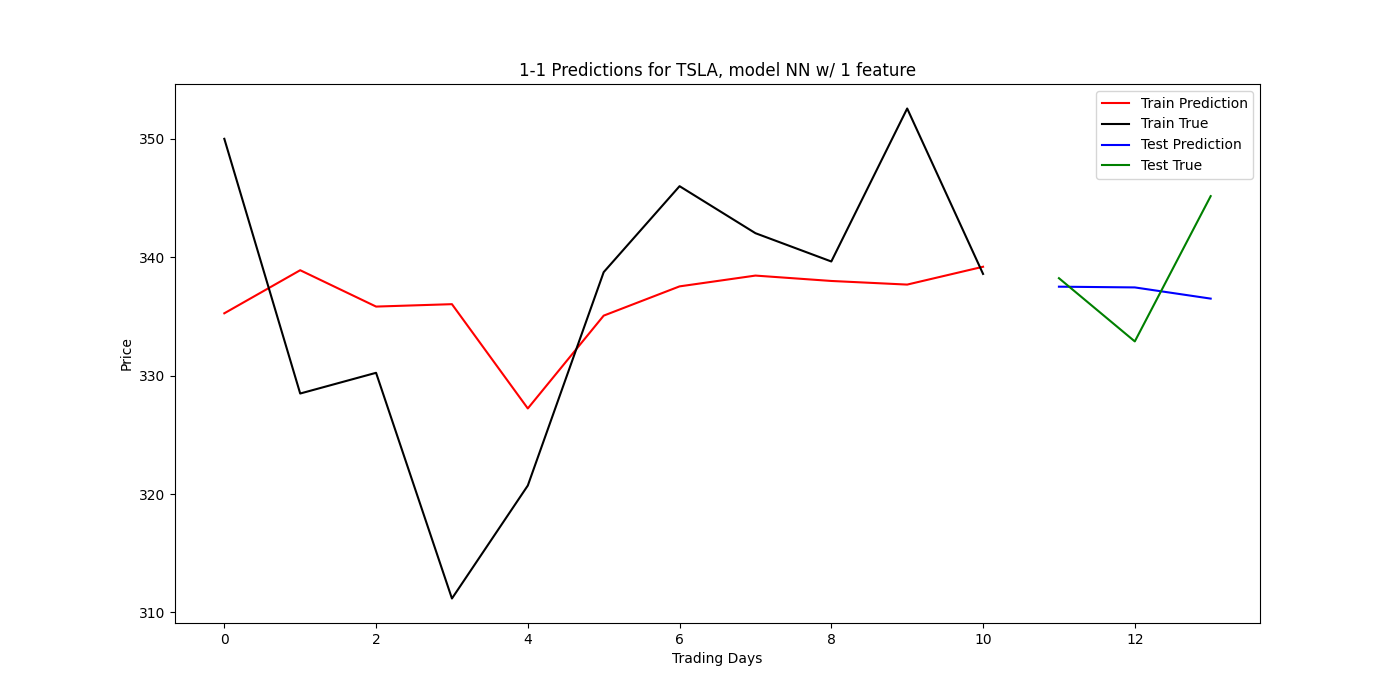 1-1 Predictions for TSLA, model NN w/ 1 feature
Train Prediction
Train True
Test Prediction
Test True
350
340
330
320
310
Price
0 2 4 6 8 10 12
Trading Days